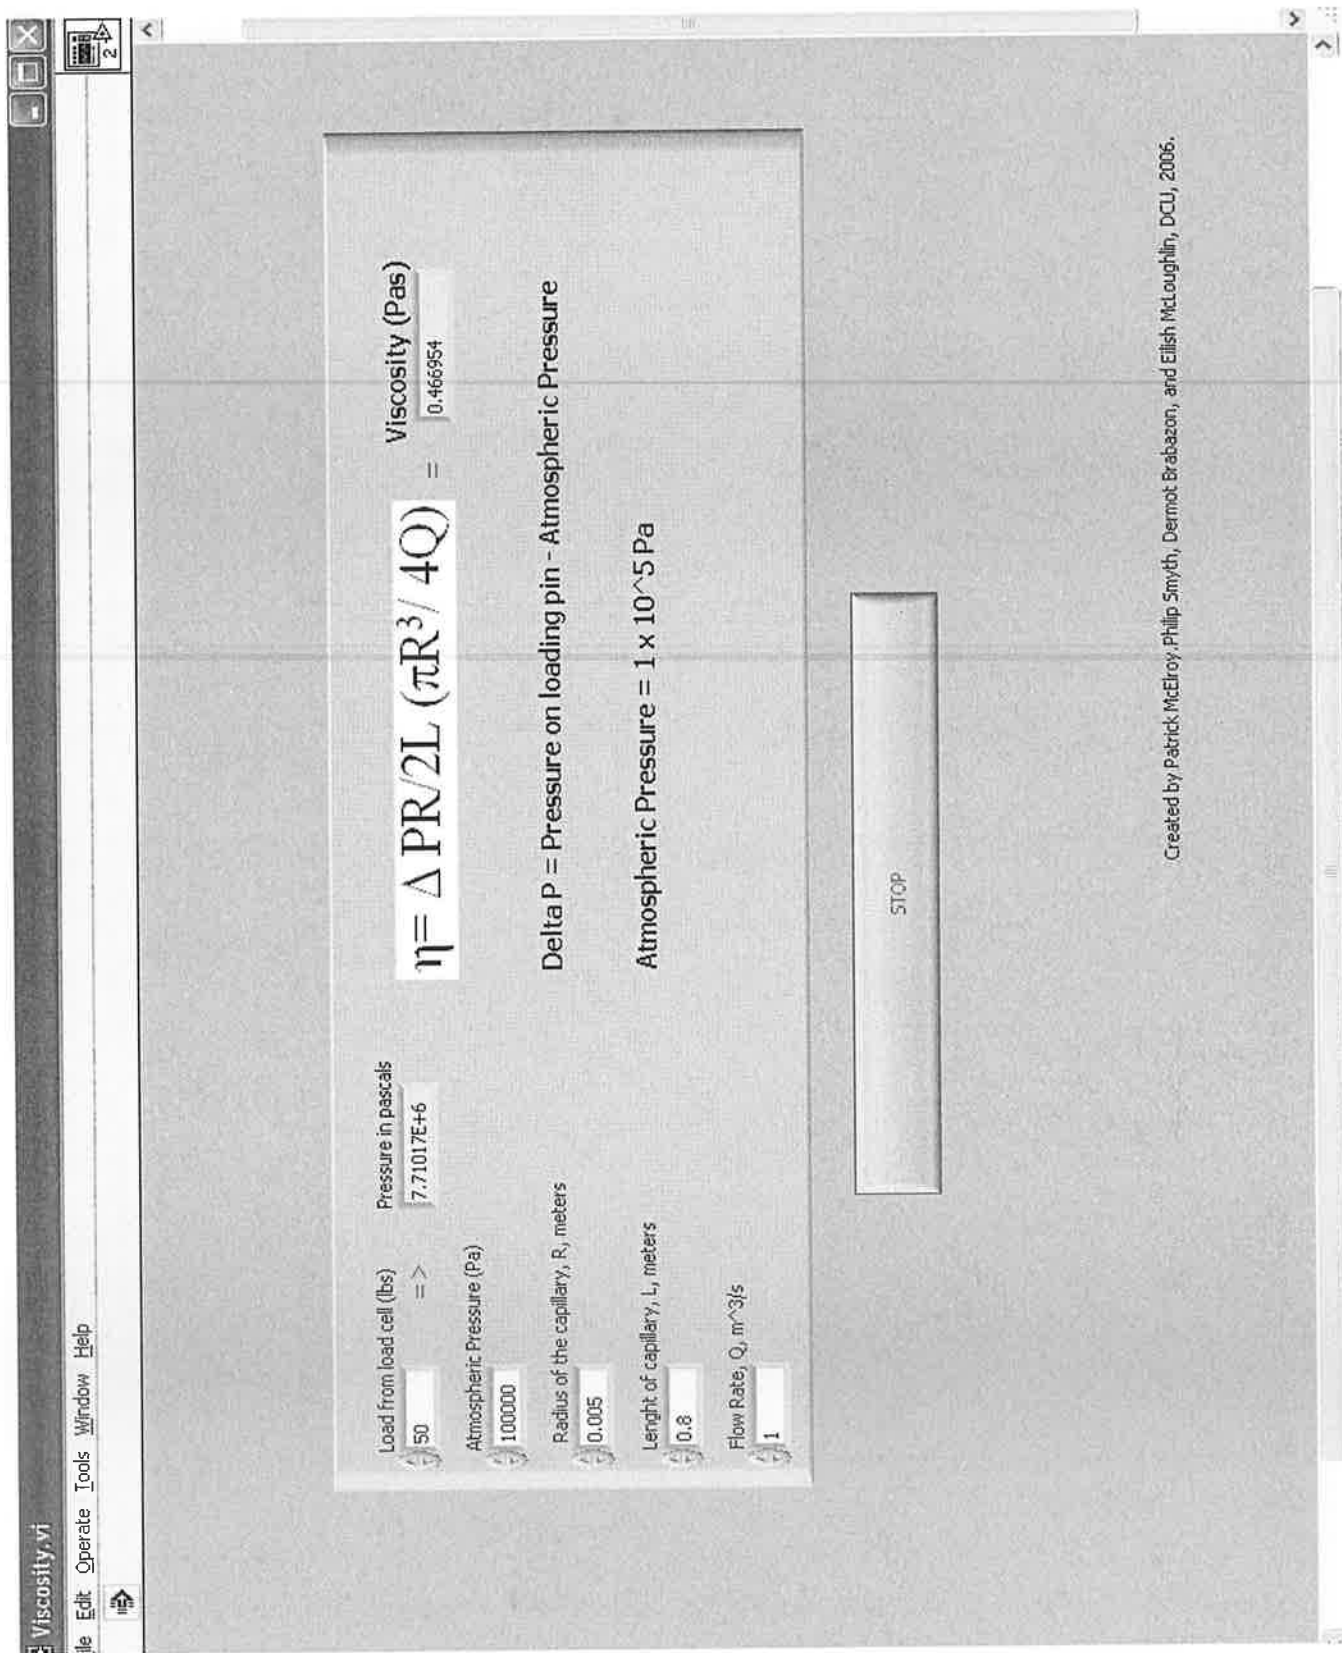 Viscosity.vi
ile Edit Operate Tools Window Help
2
Load from load cell (lbs)
50
= >
Pressure in pascals
7.71017E+6
η= Δ PR/2L (πR³/ 4Q)
=
Viscosity (Pas)
0.466954
Atmospheric Pressure (Pa)
100000
Radius of the capillary, R, meters
0.005
Delta P = Pressure on loading pin - Atmospheric Pressure
Lenght of capillary, L, meters
0.8
Atmospheric Pressure = 1 x 10^5 Pa
Flow Rate, Q, m^3/s
1
STOP
Created by Patrick McElroy,Philip Smyth, Dermot Brabazon, and Eilish McLoughlin, DCU, 2006.